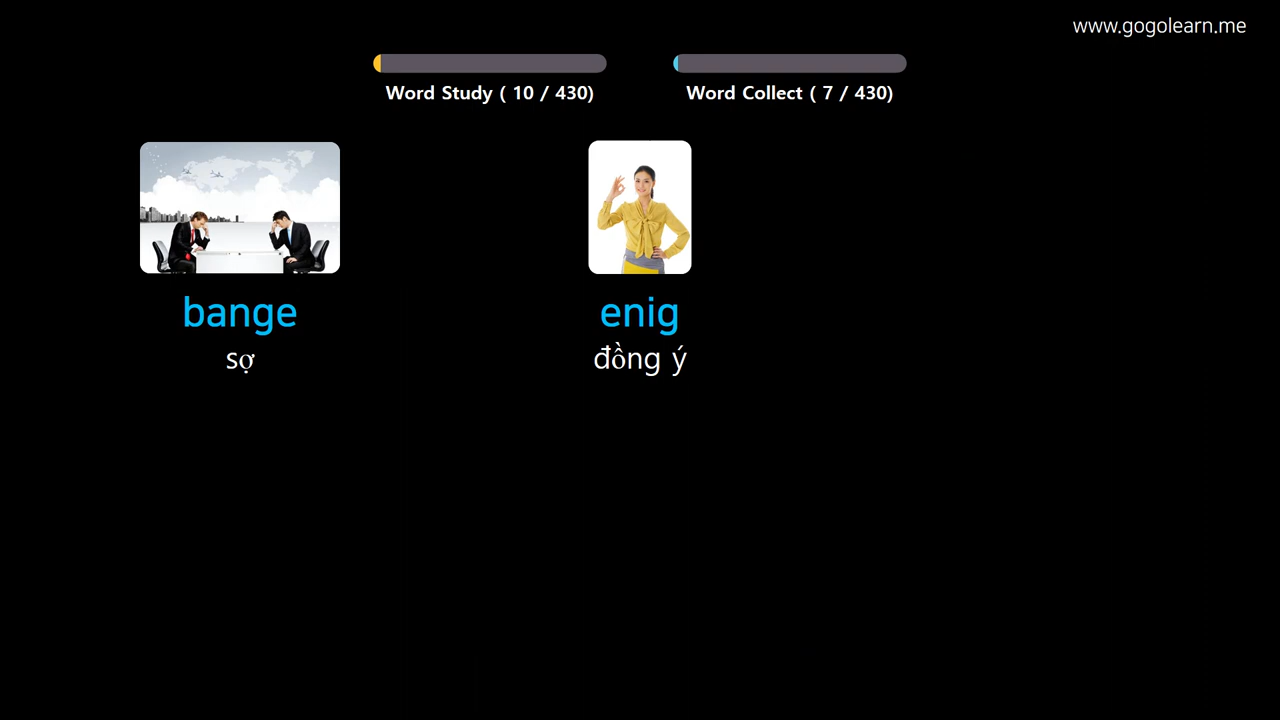 www.gogolearn.me
Word Study ( 10 / 430)
Word Collect ( 7 / 430)
bange
enig
sợ
đồng ý